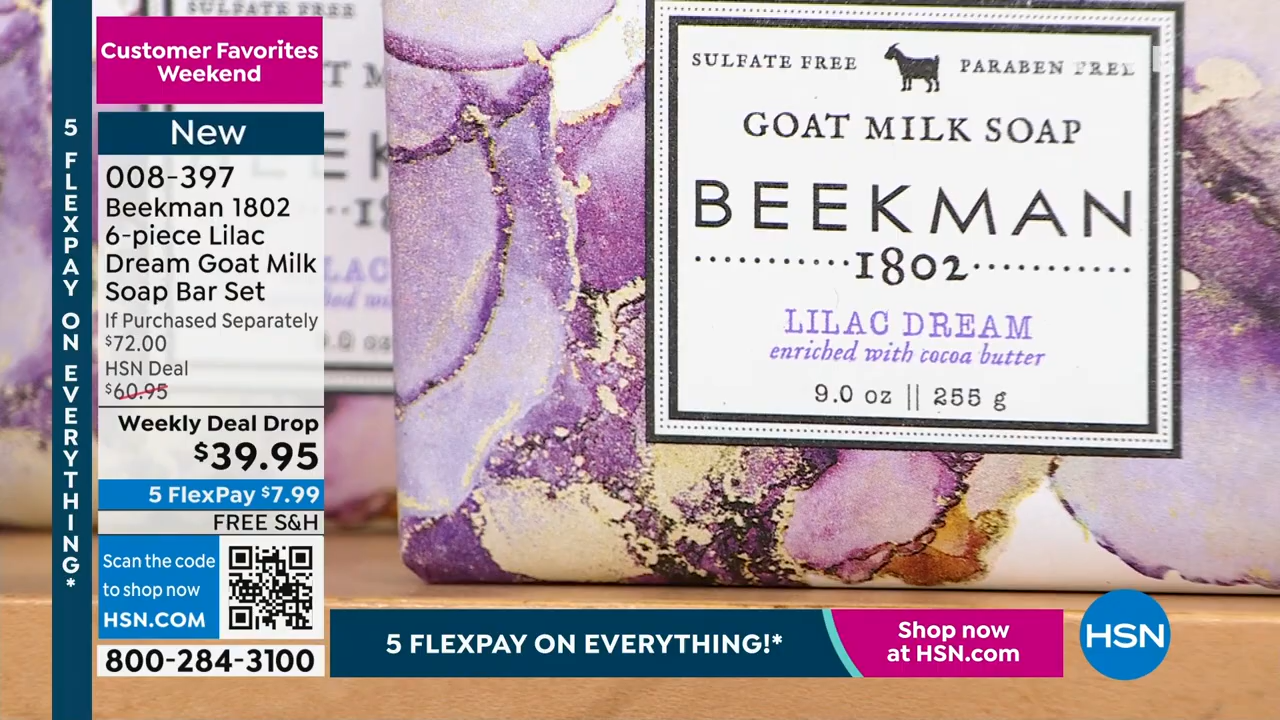 5 FLEXPAY ON EVERYTHING*
Customer Favorites
Weekend
New
008-397
Beekman 1802
6-piece Lilac
Dream Goat Milk
Soap Bar Set
If Purchased Separately
$72.00
HSN Deal
$60.95
Weekly Deal Drop
$39.95
5 FlexPay $7.99
FREE S&H
Scan the code
to shop now
HSN.COM
800-284-3100
SULFATE FREE
SULFATE FREE PARABEN FREE
GOAT MILK SOAP
BEEKMAN
1802
LILAC DREAM
enriched with cocoa butter
9.0 oz || 255 g
5 FLEXPAY ON EVERYTHING!*
Shop now
at HSN.com
HSN